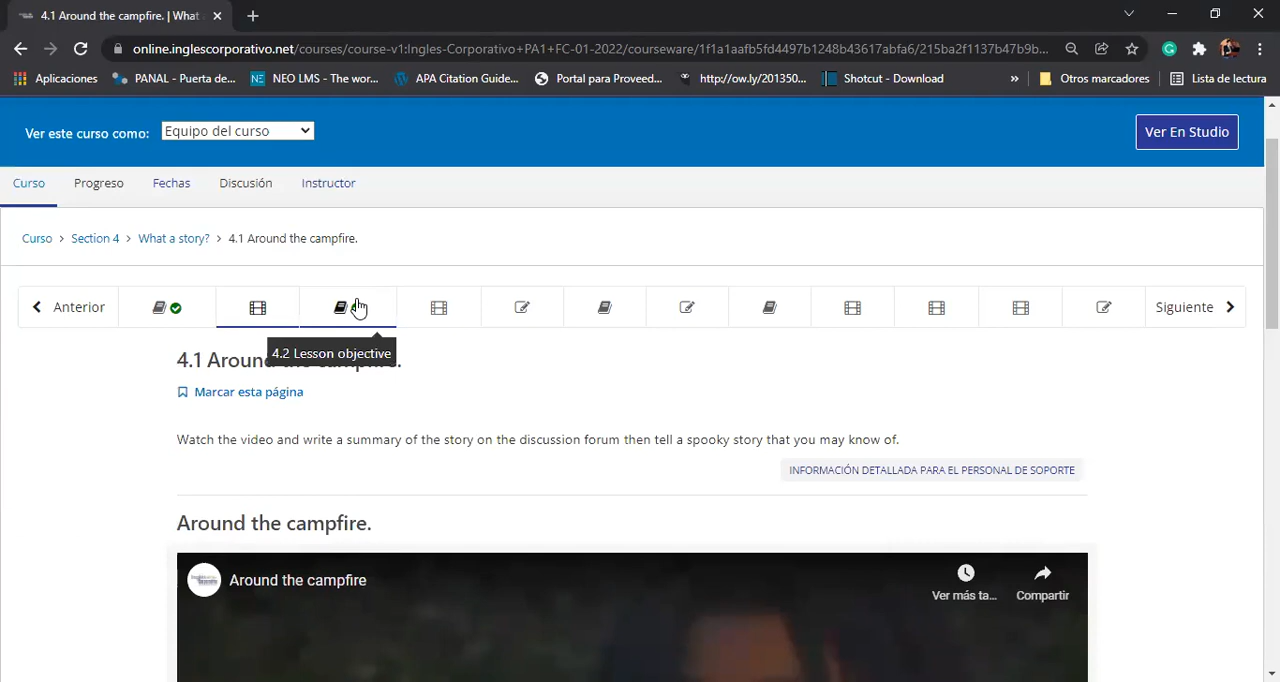 4.1 Around the campfire. | What
online.inglescorporativo.net/courses/course-v1:Ingles-Corporativo+PA1+FC-01-2022/courseware/1f1a1aafb5fd4497b1248b43617abfa6/215ba2f1137b47b9b...
Aplicaciones
PANAL - Puerta de...
NEO LMS - The wor...
APA Citation Guide...
Portal para Proveed...
http://ow.ly/201350...
Shotcut - Download
»
Otros marcadores
Lista de lectura
Ver este curso como:
Equipo del curso
Ver En Studio
Curso
Progreso
Fechas
Discusión
Instructor
Curso > Section 4 > What a story? > 4.1 Around the campfire.
Anterior
Siguiente
4.2 Lesson objective
4.1 Around the campfire.
Marcar esta página
Watch the video and write a summary of the story on the discussion forum then tell a spooky story that you may know of.
INFORMACIÓN DETALLADA PARA EL PERSONAL DE SOPORTE
Around the campfire.
Around the campfire
Ver más ta...
Compartir